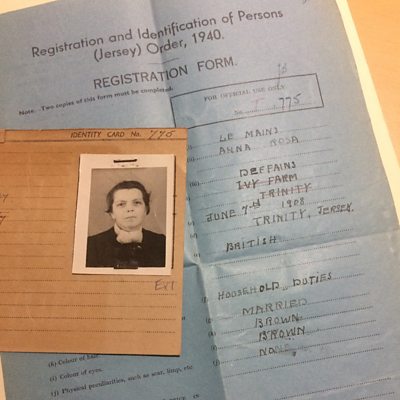 Registration and Identification of Persons
(Jersey) Order, 1940.
REGISTRATION FORM.
Note. Two copies of this form must be completed.
FOR OFFICIAL USE ONLY
No. 775
IDENTITY CARD No. 775
LE MAINS
ANNA ROSA
DEFFAINS
IVY FARM
TRINITY
JUNE 7th 1908
TRINITY, JERSEY.
BRITISH
EX1
HOUSEHOLD DUTIES
MARRIED
BROWN
BROWN
NONE
(h) Colour of hair
(i) Colour of eyes.
(j) Physical peculiarities, such as scar, limp, etc